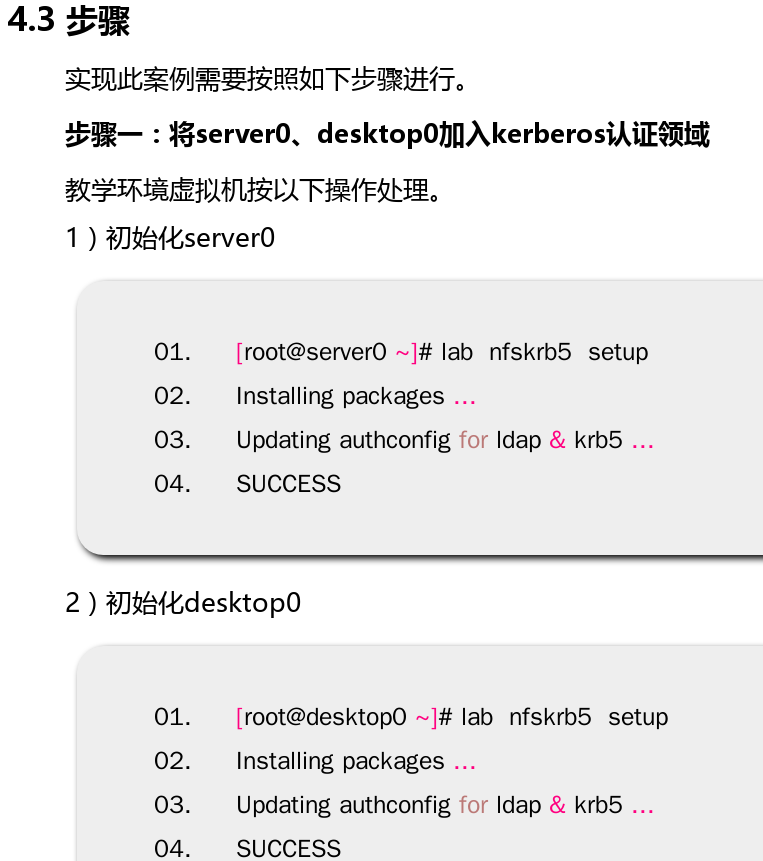 4.3 步骤
实现此案例需要按照如下步骤进行。
步骤一：将server0、desktop0加入kerberos认证领域
教学环境虚拟机按以下操作处理。
1）初始化server0
01. [root@server0 ~]# lab  nfskrb5  setup
02. Installing packages ...
03. Updating authconfig for ldap & krb5 ...
04. SUCCESS
2）初始化desktop0
01. [root@desktop0 ~]# lab  nfskrb5  setup
02. Installing packages ...
03. Updating authconfig for ldap & krb5 ...
04. SUCCESS